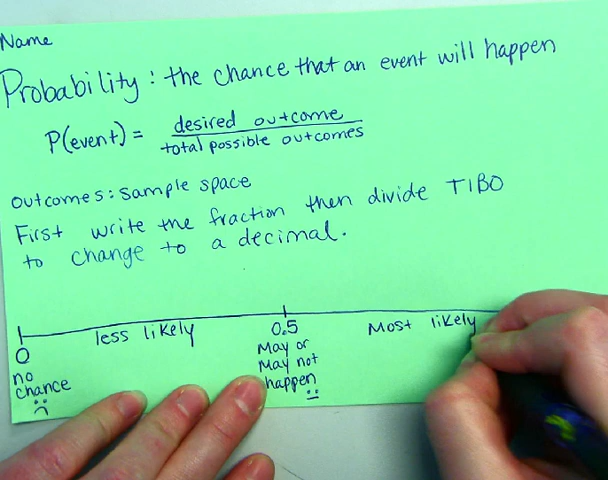 Name
Probability: the chance that an event will happen
P(event) = desired outcome
total possible outcomes
outcomes: sample space
First write the fraction then divide TIBO
to change to a decimal.
0 less likely 0.5 Most likely
no
chance
May or
May not
happen